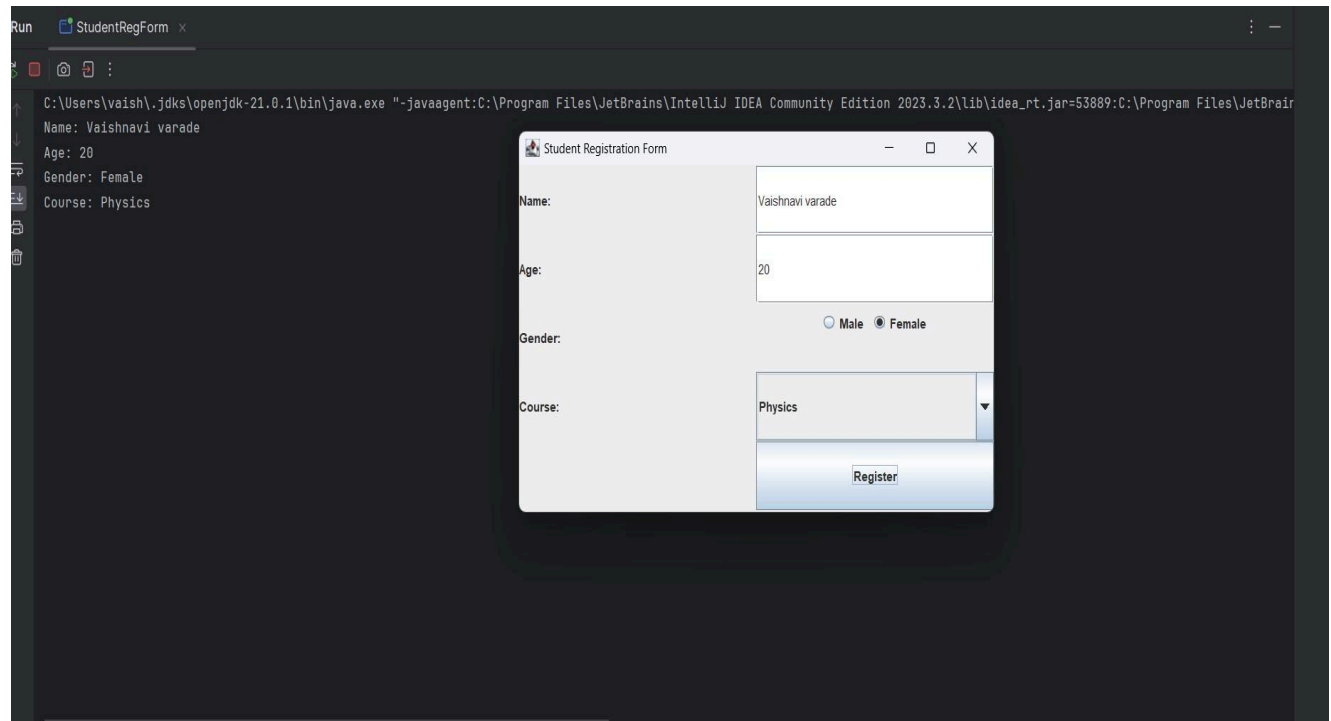 Run StudentRegForm
C:\Users\vaish\.jdks\openjdk-21.0.1\bin\java.exe "-javaagent:C:\Program Files\JetBrains\IntelliJ IDEA Community Edition 2023.3.2\lib\idea_rt.jar=53889:C:\Program Files\JetBrair
Name: Vaishnavi varade
Age: 20
Gender: Female
Course: Physics
Student Registration Form
Name: Vaishnavi varade
Age: 20
Gender: Male Female
Course: Physics
Register